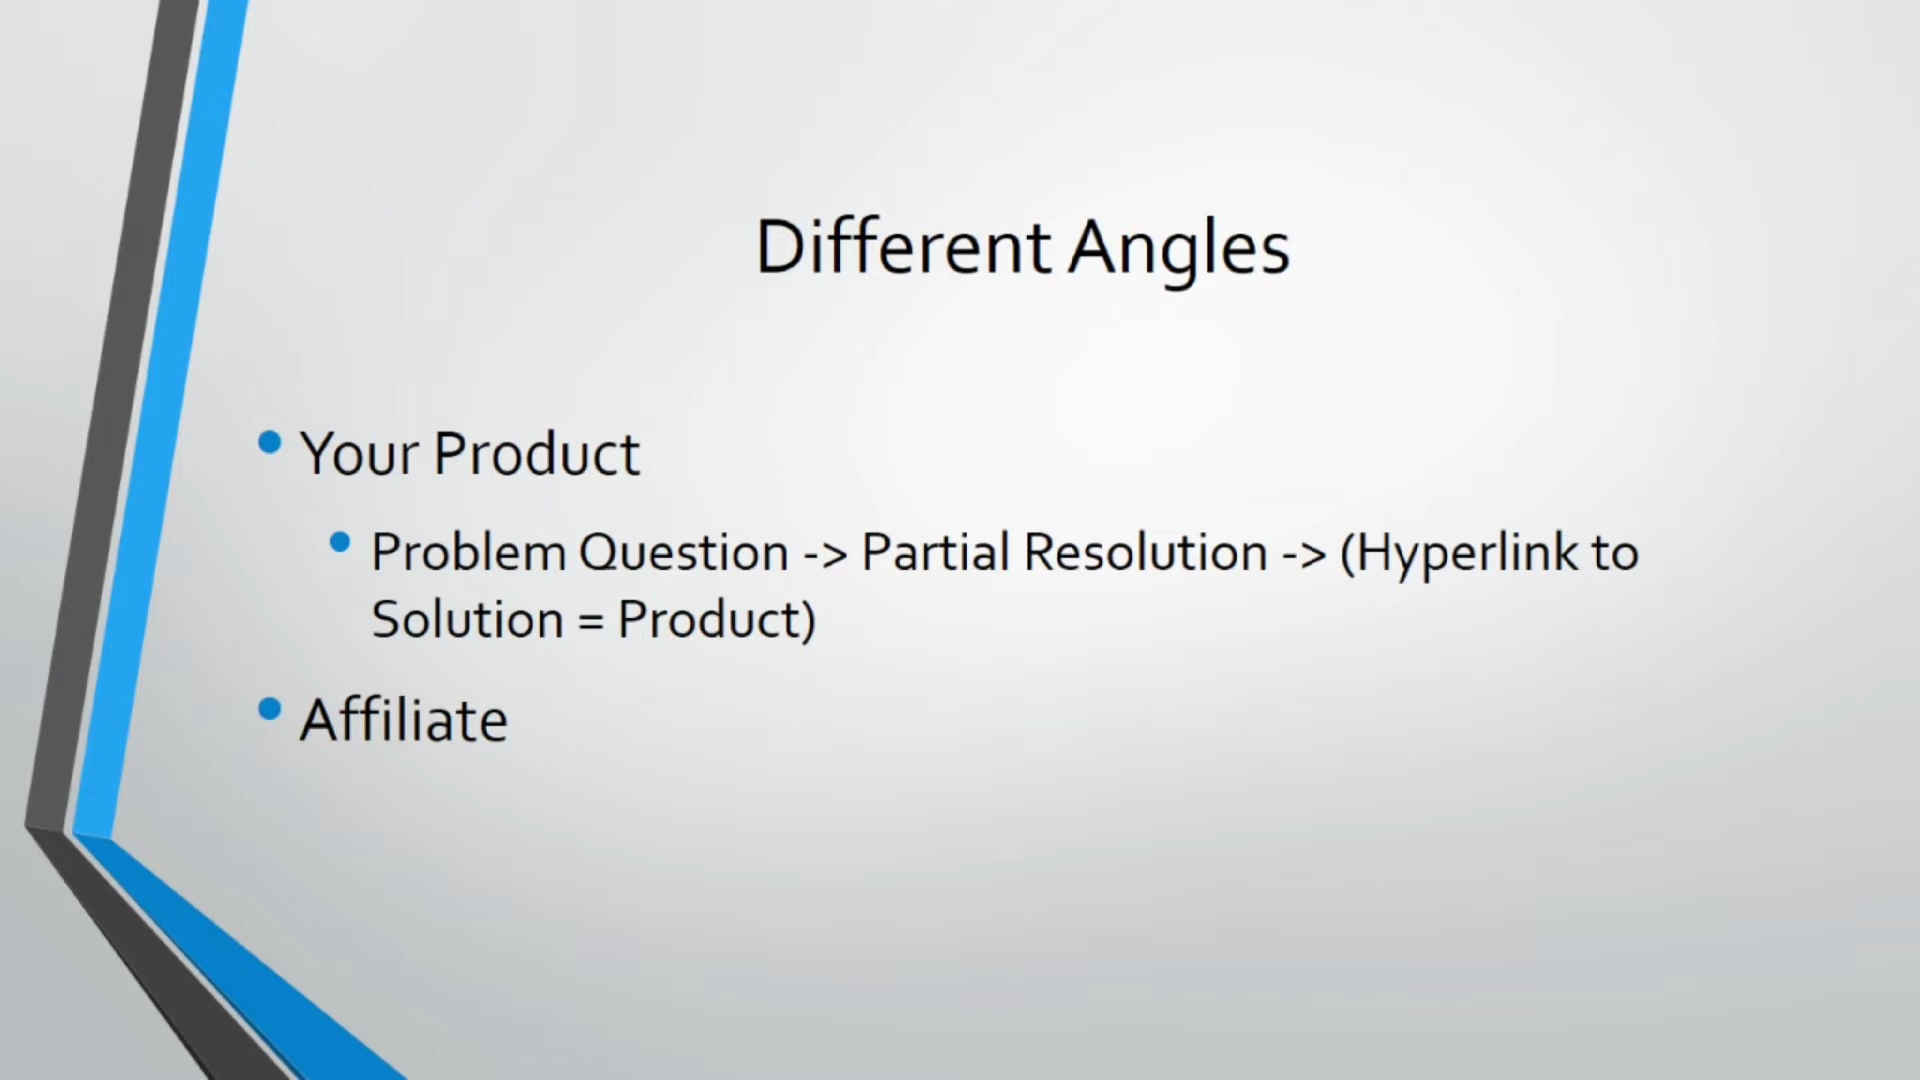 Different Angles
Your Product
Problem Question -> Partial Resolution -> (Hyperlink to
Solution = Product)
Affiliate